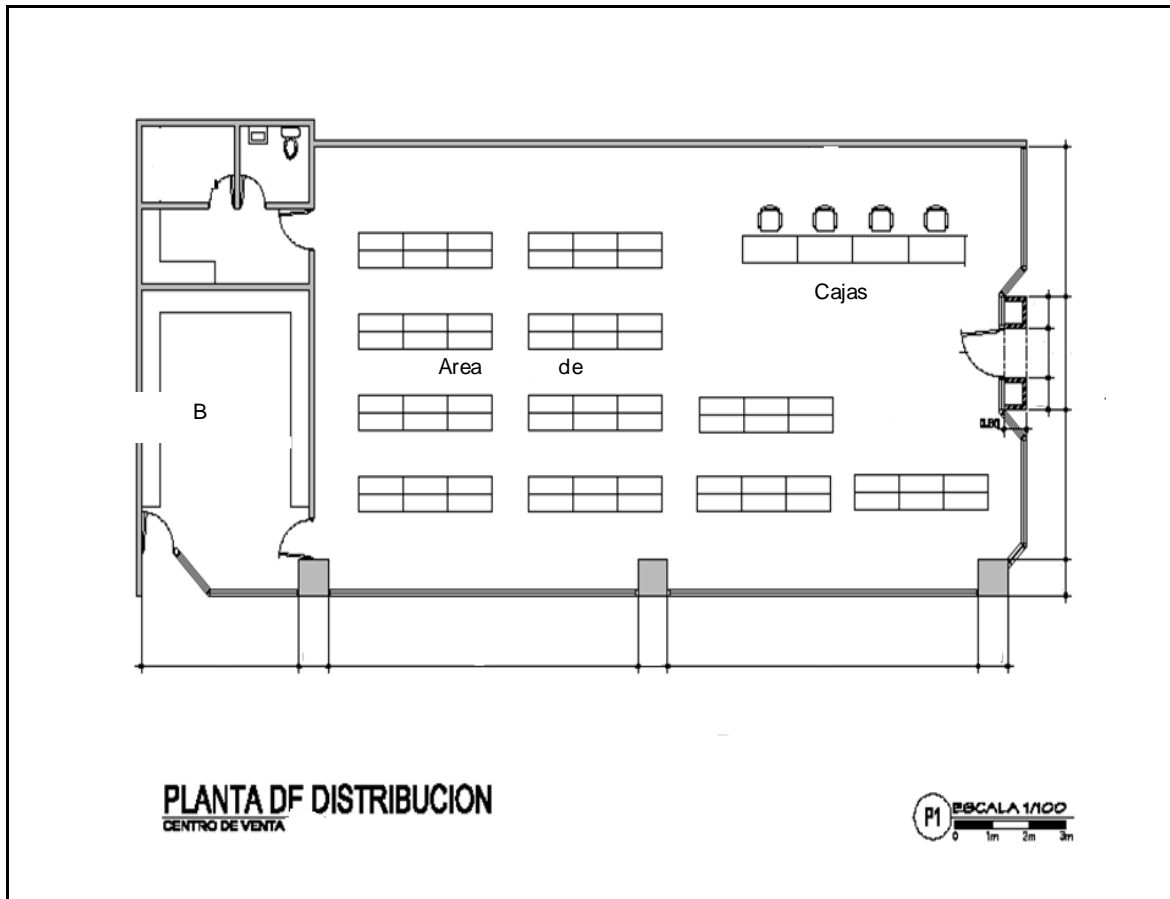 Cajas
Area de
B
PLANTA DF DISTRIBUCION
CENTRO DE VENTA
P1
ESCALA 1/100
0 1m 2m 3m